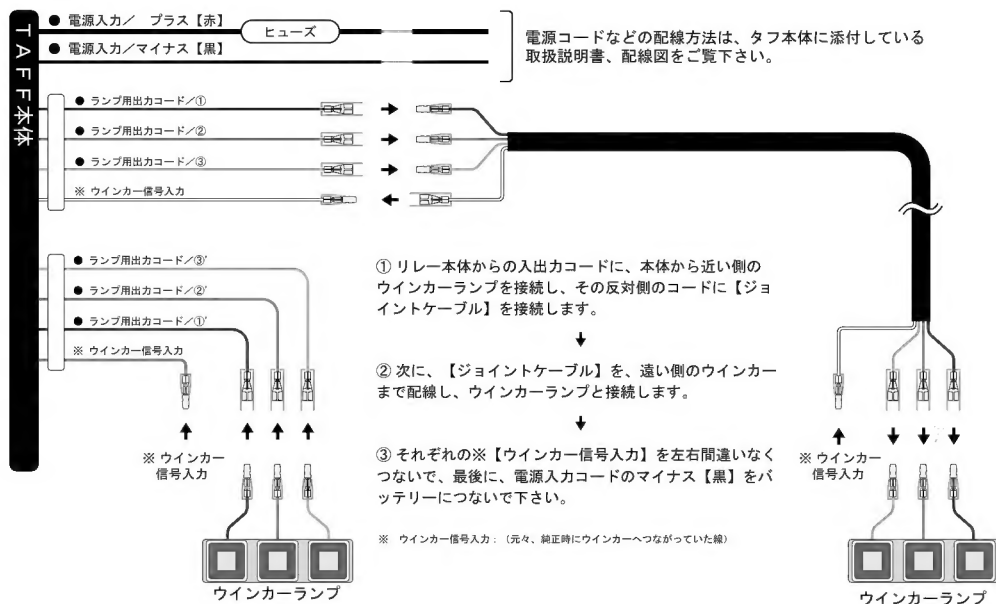 TAFF本体
● 電源入力/ プラス【赤】
ヒューズ
● 電源入力/マイナス【黒】
電源コードなどの配線方法は、タフ本体に添付している
取扱説明書、配線図をご覧下さい。
● ランプ用出力コード/①
● ランプ用出力コード/②
● ランプ用出力コード/③
※ ウインカー信号入力
● ランプ用出力コード/③'
● ランプ用出力コード/②'
● ランプ用出力コード/①'
※ ウインカー信号入力
① リレー本体からの入出力コードに、本体から近い側の
ウインカーランプを接続し、その反対側のコードに【ジョ
イントケーブル】を接続します。
② 次に、【ジョイントケーブル】を、遠い側のウインカー
まで配線し、ウインカーランプと接続します。
③ それぞれの※【ウインカー信号入力】を左右間違いなく
つないで、最後に、電源入力コードのマイナス【黒】をバ
ッテリーにつないで下さい。
※ ウインカー信号入力:(元々、純正時にウインカーへつながっていた線)
※ ウインカー
信号入力
ウインカーランプ
※ ウインカー
信号入力
ウインカーランプ